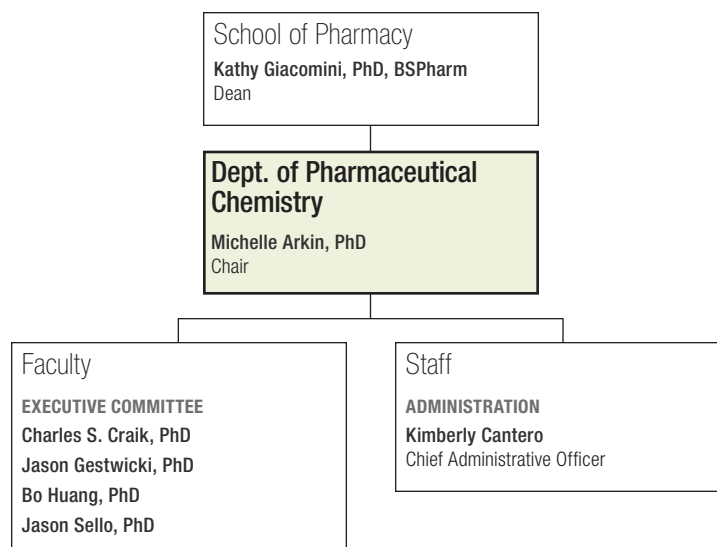 School of Pharmacy
Kathy Giacomini, PhD, BSPharm
Dean
Dept. of Pharmaceutical
Chemistry
Michelle Arkin, PhD
Chair
Faculty
EXECUTIVE COMMITTEE
Charles S. Craik, PhD
Jason Gestwicki, PhD
Bo Huang, PhD
Jason Sello, PhD
Staff
ADMINISTRATION
Kimberly Cantero
Chief Administrative Officer